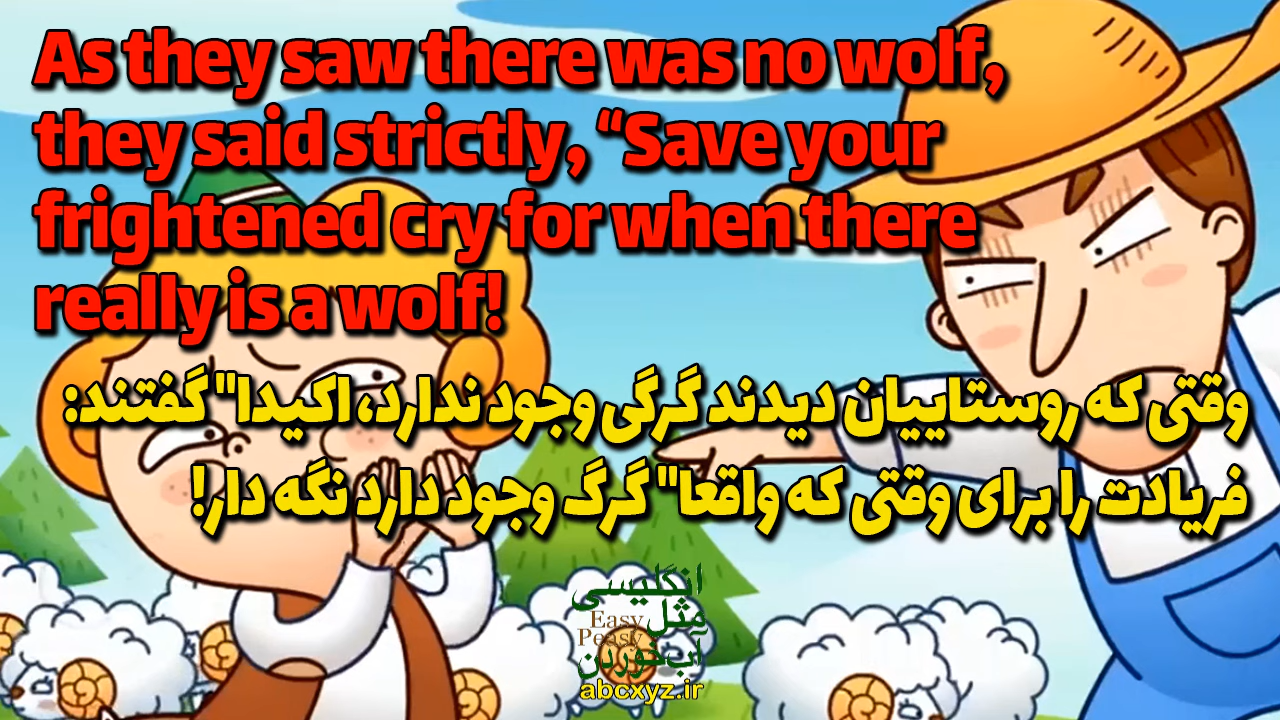 As they saw there was no wolf,
they said strictly, “Save your
frightened cry for when there
really is a wolf!
وقتی که روستاییان دیدند گرگی وجود ندارد، اکیدا" گفتند:
فریادت را برای وقتی که واقعا" گرگ وجود دارد نگه دار!
انگلیسی
مثل
Easy
Peasy
آب خوردن
abcxyz.ir